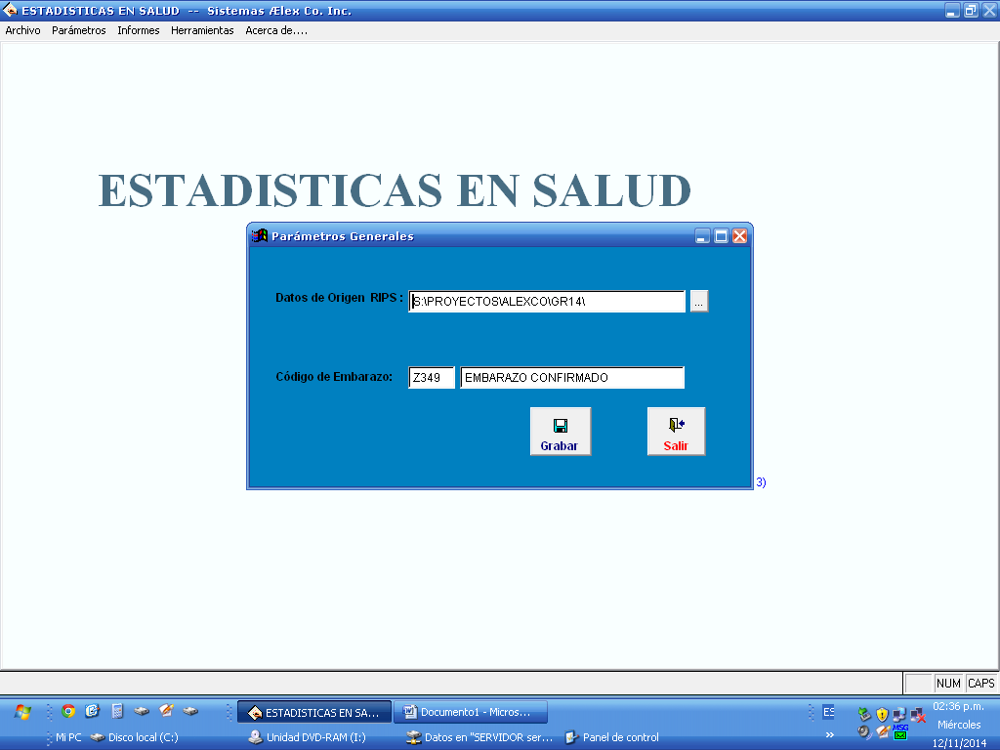 ESTADISTICAS EN SALUD -- Sistemas Ælex Co. Inc.
Archivo Parámetros Informes Herramientas Acerca de....
ESTADISTICAS EN SALUD
Parámetros Generales
Datos de Origen RIPS :
S:\PROYECTOS\ALEXCO\GR14\
...
Código de Embarazo:
Z349
EMBARAZO CONFIRMADO
Grabar
Salir
3)
NUM CAPS
ESTADISTICAS EN SA...
Documento1 - Micros...
ES
02:36 p.m.
Mi PC
Disco local (C:)
Unidad DVD-RAM (I:)
Datos en "SERVIDOR ser...
Panel de control
»
MSG
Miércoles
12/11/2014